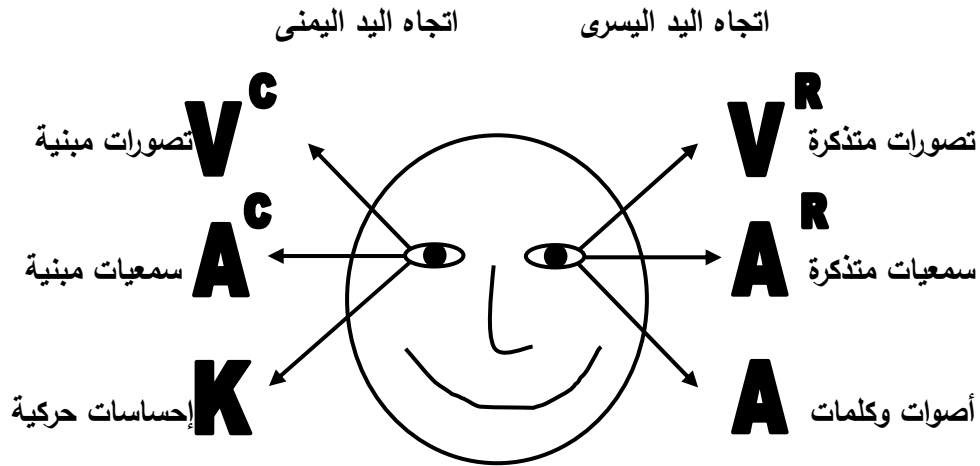 اتجاه اليد اليمنى
اتجاه اليد اليسرى
V C تصورات مبنية
V R تصورات متذكرة
A C سمعيات مبنية
A R سمعيات متذكرة
K إحساسات حركية
A أصوات وكلمات